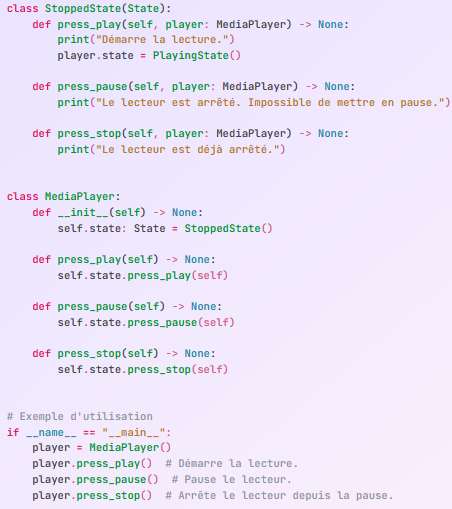 class StoppedState(State):
    def press_play(self, player: MediaPlayer) -> None:
        print("Démarre la lecture.")
        player.state = PlayingState()

    def press_pause(self, player: MediaPlayer) -> None:
        print("Le lecteur est arrêté. Impossible de mettre en pause.")

    def press_stop(self, player: MediaPlayer) -> None:
        print("Le lecteur est déjà arrêté.")


class MediaPlayer:
    def __init__(self) -> None:
        self.state: State = StoppedState()

    def press_play(self) -> None:
        self.state.press_play(self)

    def press_pause(self) -> None:
        self.state.press_pause(self)

    def press_stop(self) -> None:
        self.state.press_stop(self)


# Exemple d'utilisation
if __name__ == "__main__":
    player = MediaPlayer()
    player.press_play()  # Démarre la lecture.
    player.press_pause()  # Pause le lecteur.
    player.press_stop()  # Arrête le lecteur depuis la pause.